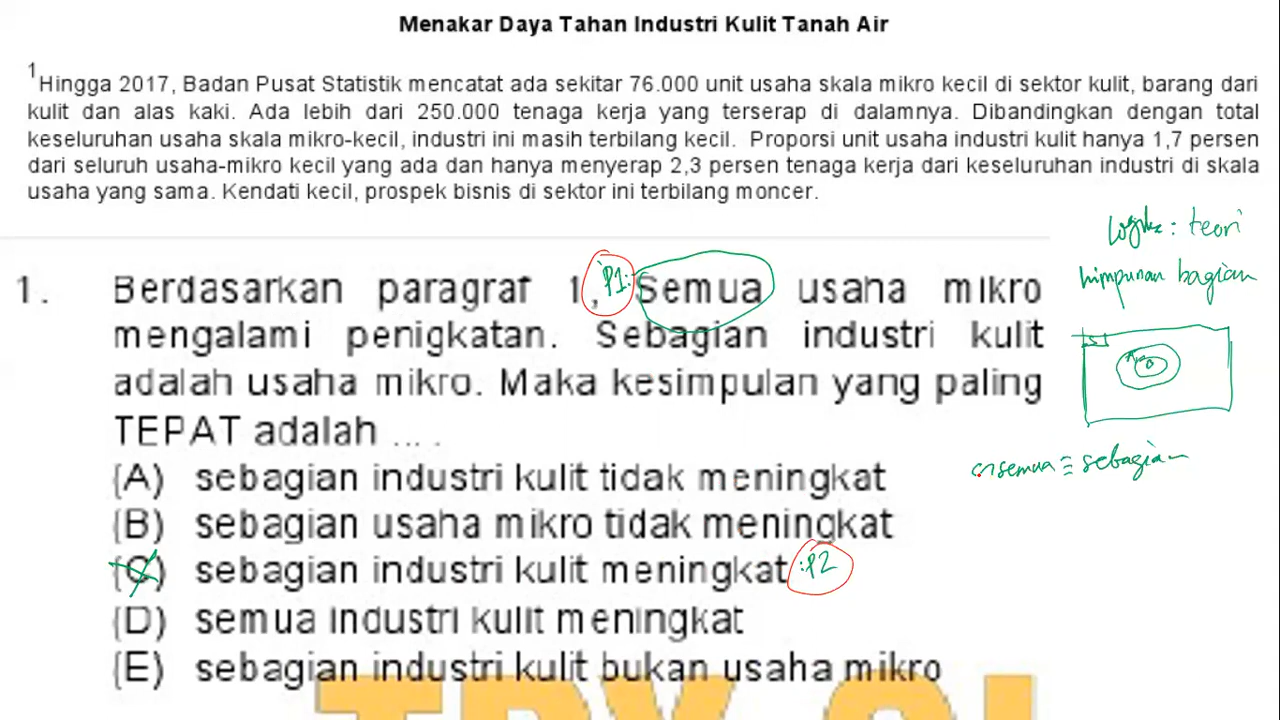 Menakar Daya Tahan Industri Kulit Tanah Air
1Hingga 2017, Badan Pusat Statistik mencatat ada sekitar 76.000 unit usaha skala mikro kecil di sektor kulit, barang dari
kulit dan alas kaki. Ada lebih dari 250.000 tenaga kerja yang terserap di dalamnya. Dibandingkan dengan total
keseluruhan usaha skala mikro-kecil, industri ini masih terbilang kecil. Proporsi unit usaha industri kulit hanya 1,7 persen
dari seluruh usaha-mikro kecil yang ada dan hanya menyerap 2,3 persen tenaga kerja dari keseluruhan industri di skala
usaha yang sama. Kendati kecil, prospek bisnis di sektor ini terbilang moncer.
logika : teori
himpunan bagian
S
1. Berdasarkan paragraf 1, P1: Semua usaha mikro
mengalami penigkatan. Sebagian industri kulit
adalah usaha mikro. Maka kesimpulan yang paling
TEPAT adalah ... .
(A) sebagian industri kulit tidak meningkat
(B) sebagian usaha mikro tidak meningkat
(C) sebagian industri kulit meningkat :P2
(D) semua industri kulit meningkat
(E) sebagian industri kulit bukan usaha mikro
semua ≡ sebagian